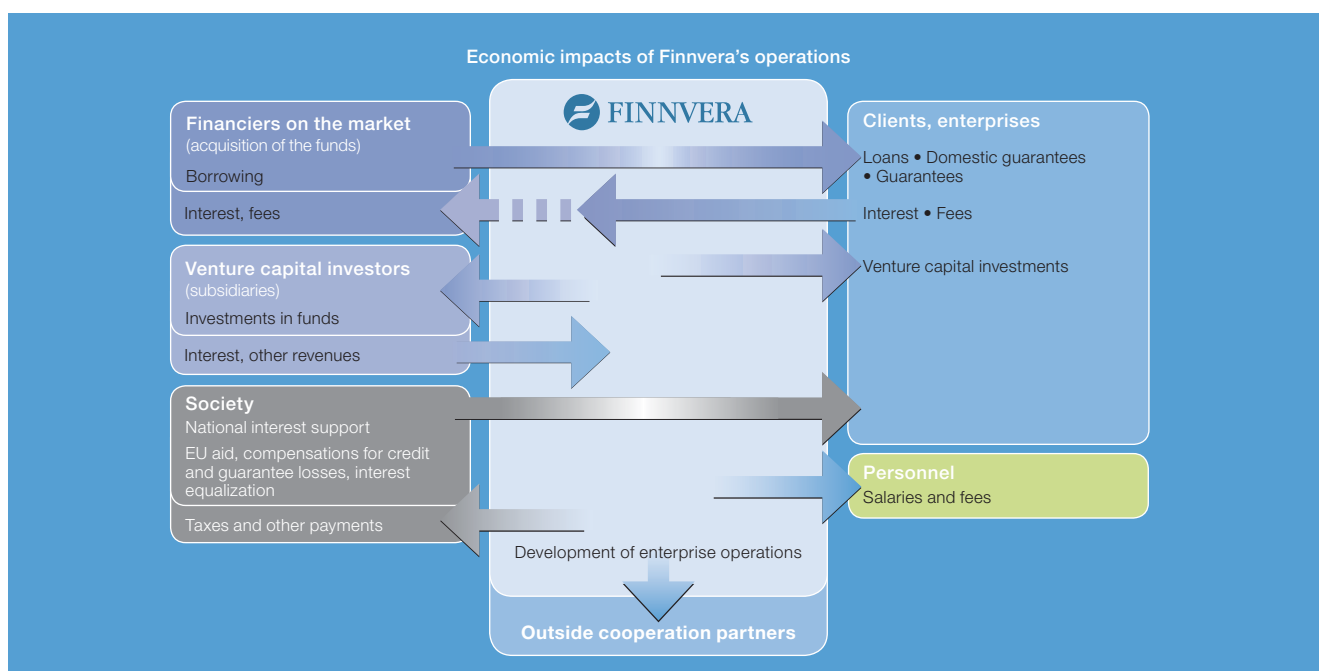 Economic impacts of Finnvera's operations
FINNVERA
Financiers on the market
(acquisition of the funds)
Borrowing
Interest, fees
Venture capital investors
(subsidiaries)
Investments in funds
Interest, other revenues
Society
National interest support
EU aid, compensations for credit
and guarantee losses, interest
equalization
Taxes and other payments
Clients, enterprises
Loans • Domestic guarantees
• Guarantees
Interest • Fees
Venture capital investments
Personnel
Salaries and fees
Development of enterprise operations
Outside cooperation partners